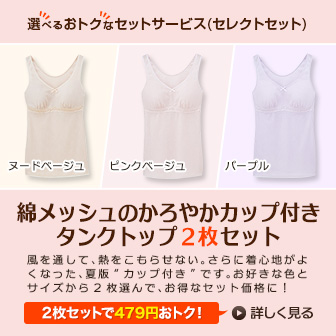 選べるおトクなセットサービス(セレクトセット)
ヌードベージュ
ピンクベージュ
パープル
綿メッシュのかろやかカップ付き
タンクトップ2枚セット
風を通して、熱をこもらせない。さらに着心地がよ
くなった、夏版“カップ付き”です。お好きな色と
サイズから2枚選んで、お得なセット価格に！
2枚セットで479円おトク！
詳しく見る